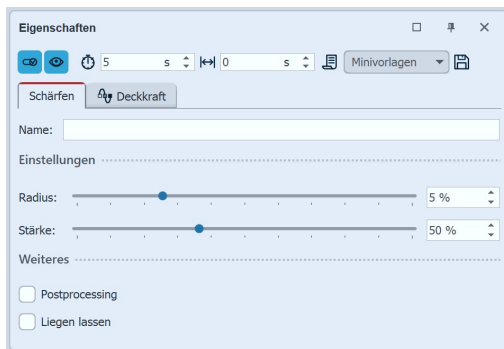 Eigenschaften
5 s 0 s Minivorlagen
Schärfen Deckkraft
Name:
Einstellungen
Radius: 5 %
Stärke: 50 %
Weiteres
Postprocessing
Liegen lassen